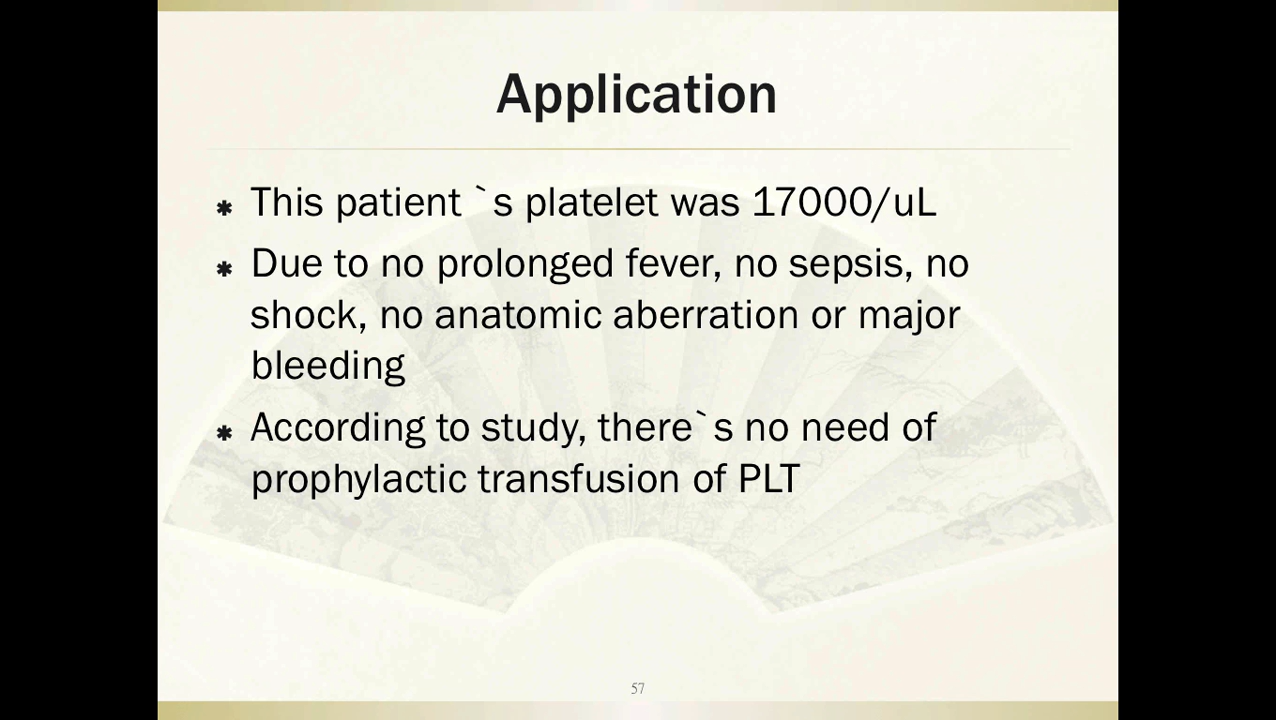 Application
✱ This patient `s platelet was 17000/uL
✱ Due to no prolonged fever, no sepsis, no
shock, no anatomic aberration or major
bleeding
✱ According to study, there`s no need of
prophylactic transfusion of PLT
57